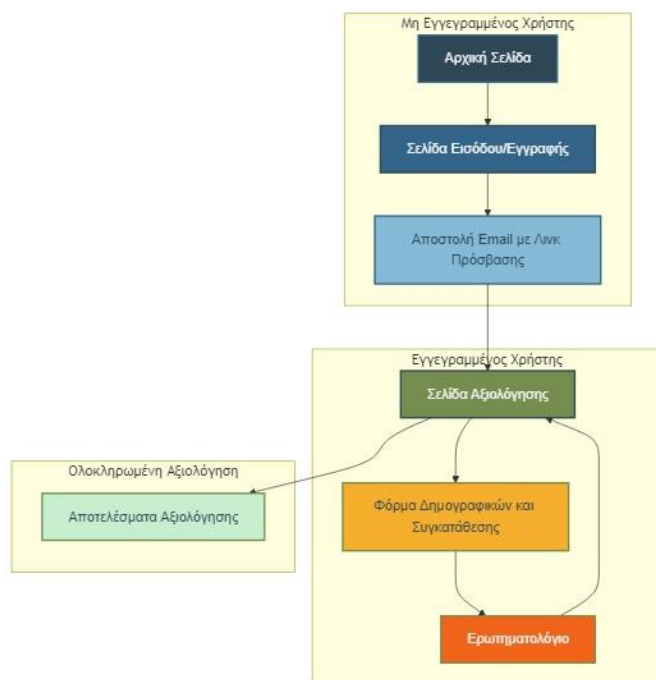 Μη Εγγεγραμμένος Χρήστης
Αρχική Σελίδα
Σελίδα Εισόδου/Εγγραφής
Αποστολή Email με Λινκ
Πρόσβασης
Εγγεγραμένος Χρήστης
Σελίδα Αξιολόγησης
Ολοκληρωμένη Αξιολόγηση
Αποτελέσματα Αξιολόγησης
Φόρμα Δημογραφικών και
Συγκατάθεσης
Ερωτηματολόγιο